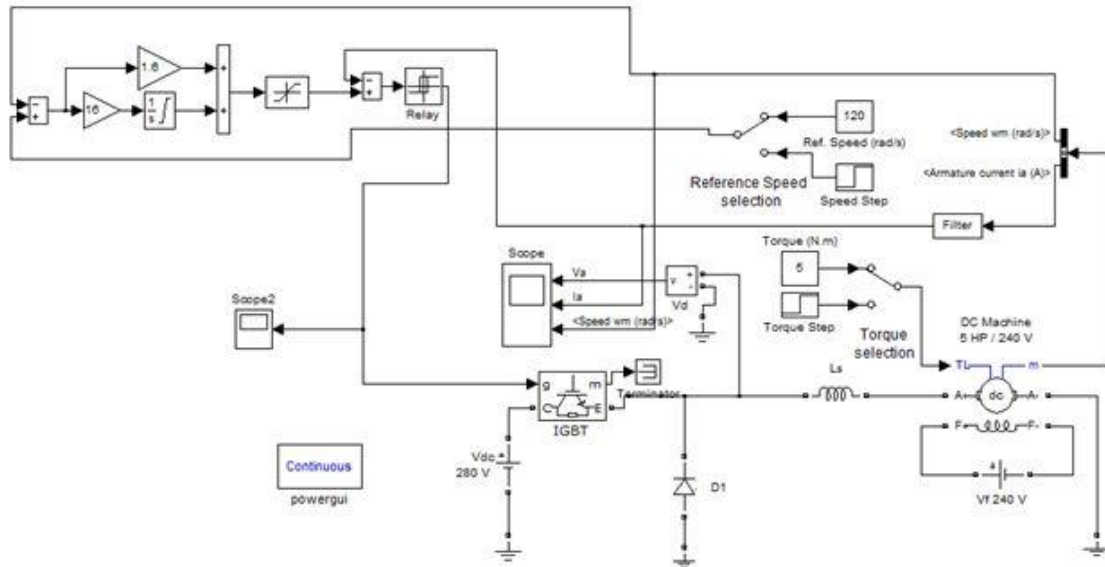 1.6
16
1
s
Relay
120
Ref. Speed (rad/s)
<Speed wm (rad/s)>
<Armature current ia (A)>
Reference Speed
selection
Speed Step
Filter
Scope
Torque (N.m)
5
Va
v
+
-
Vd
Ia
<Speed wm (rad/s)>
Torque Step
Torque
selection
Scope2
DC Machine
5 HP / 240 V
TL
m
Ls
g
m
C
E
Terminator
IGBT
A+
dc
A-
F+
F-
Vdc
280 V
Continuous
powergui
D1
Vf 240 V